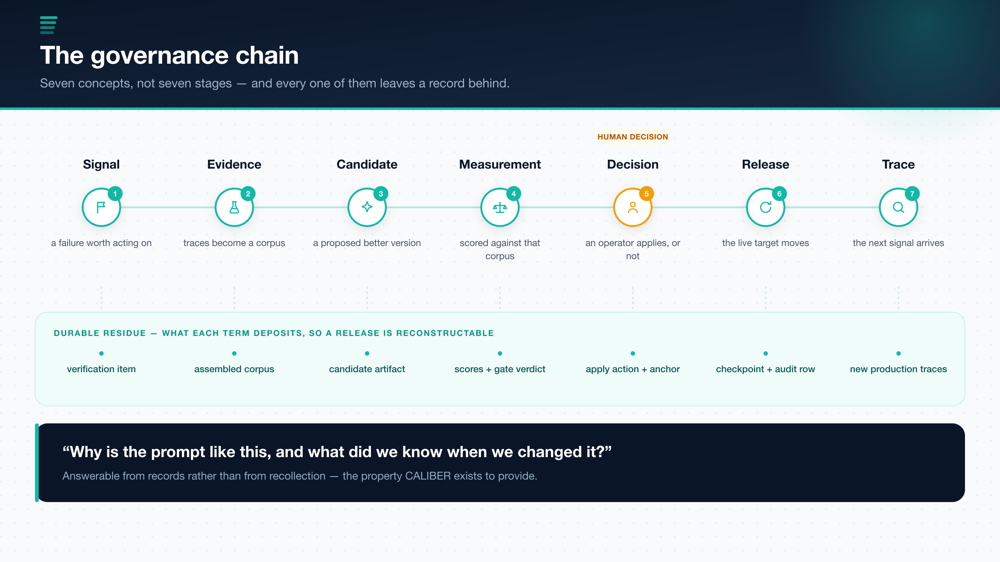 The governance chain
Seven concepts, not seven stages — and every one of them leaves a record behind.
HUMAN DECISION
Signal
Evidence
Candidate
Measurement
Decision
Release
Trace
1
2
3
4
5
6
7
a failure worth acting on
traces become a corpus
a proposed better version
scored against that
corpus
an operator applies, or
not
the live target moves
the next signal arrives
DURABLE RESIDUE — WHAT EACH TERM DEPOSITS, SO A RELEASE IS RECONSTRUCTABLE
verification item
assembled corpus
candidate artifact
scores + gate verdict
apply action + anchor
checkpoint + audit row
new production traces
“Why is the prompt like this, and what did we know when we changed it?”
Answerable from records rather than from recollection — the property CALIBER exists to provide.